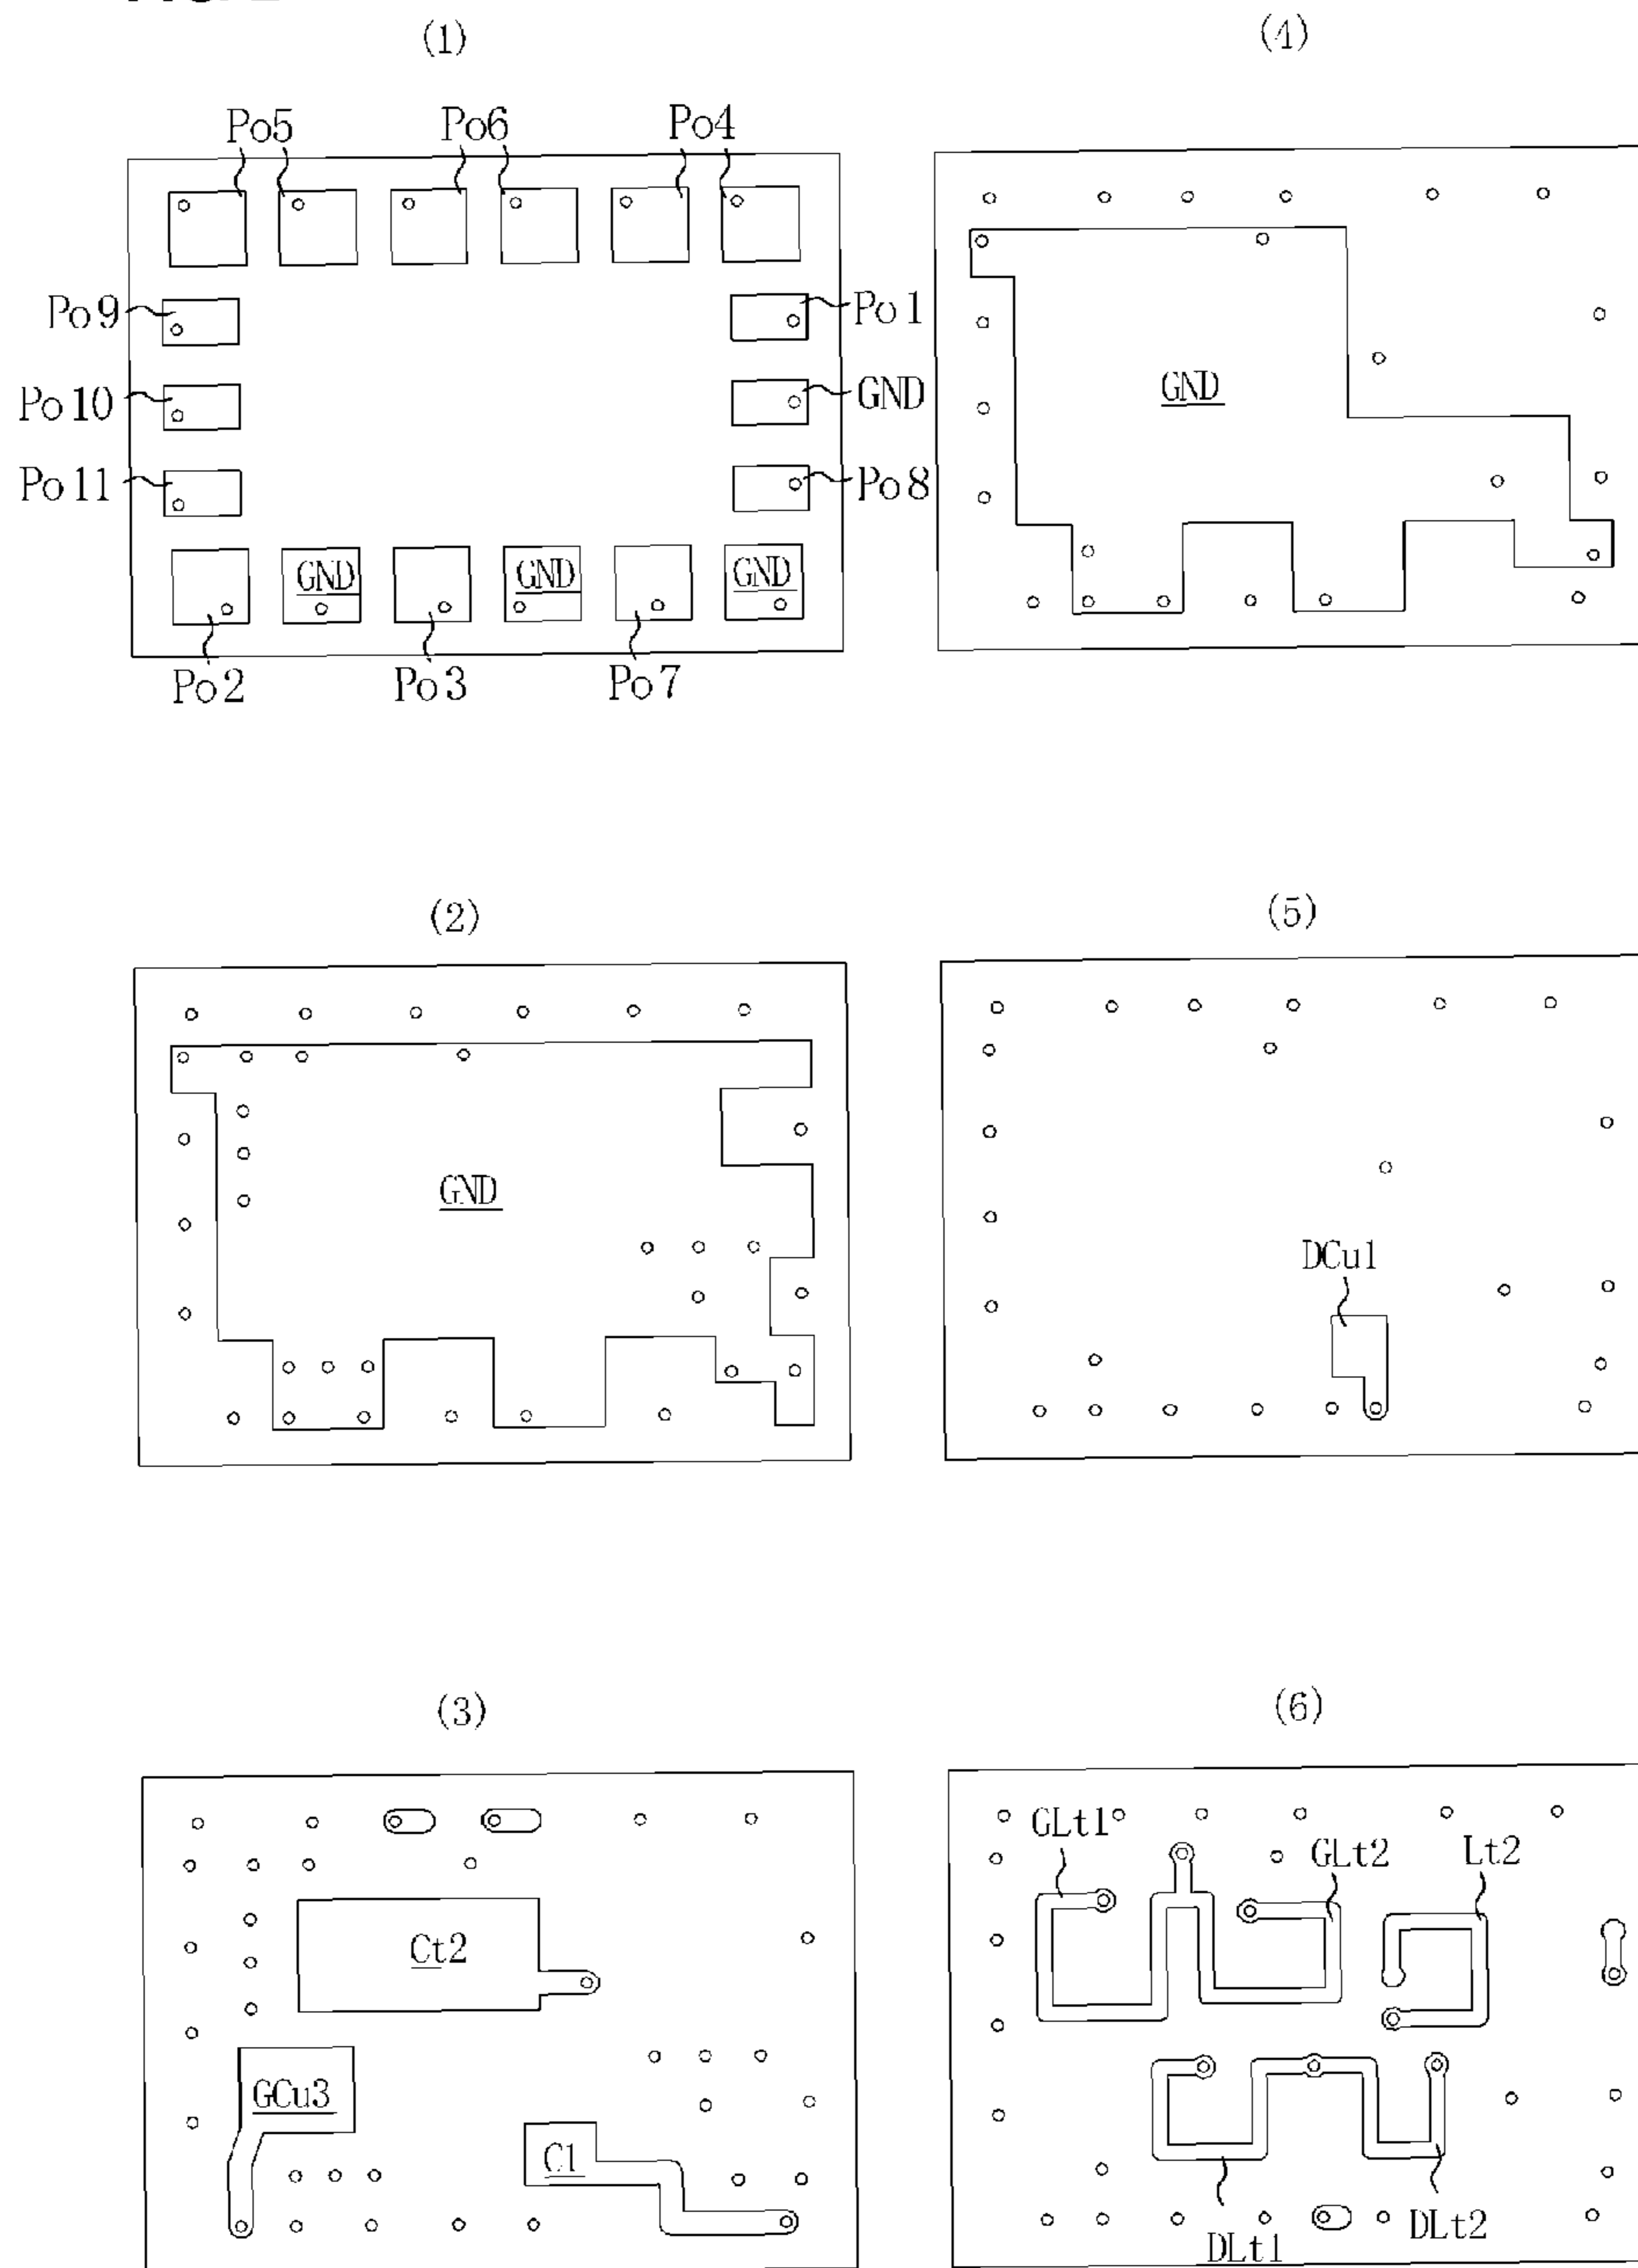 (1)
Po5 Po6 Po4
Po9 Po1
Po10 GND
Po11 Po8
GND GND GND
Po2 Po3 Po7
(4)
GND
(2)
GND
(5)
DCu1
(3)
Ct2
GCu3
C1
(6)
GLt1 GLt2 Lt2
DLt1 DLt2